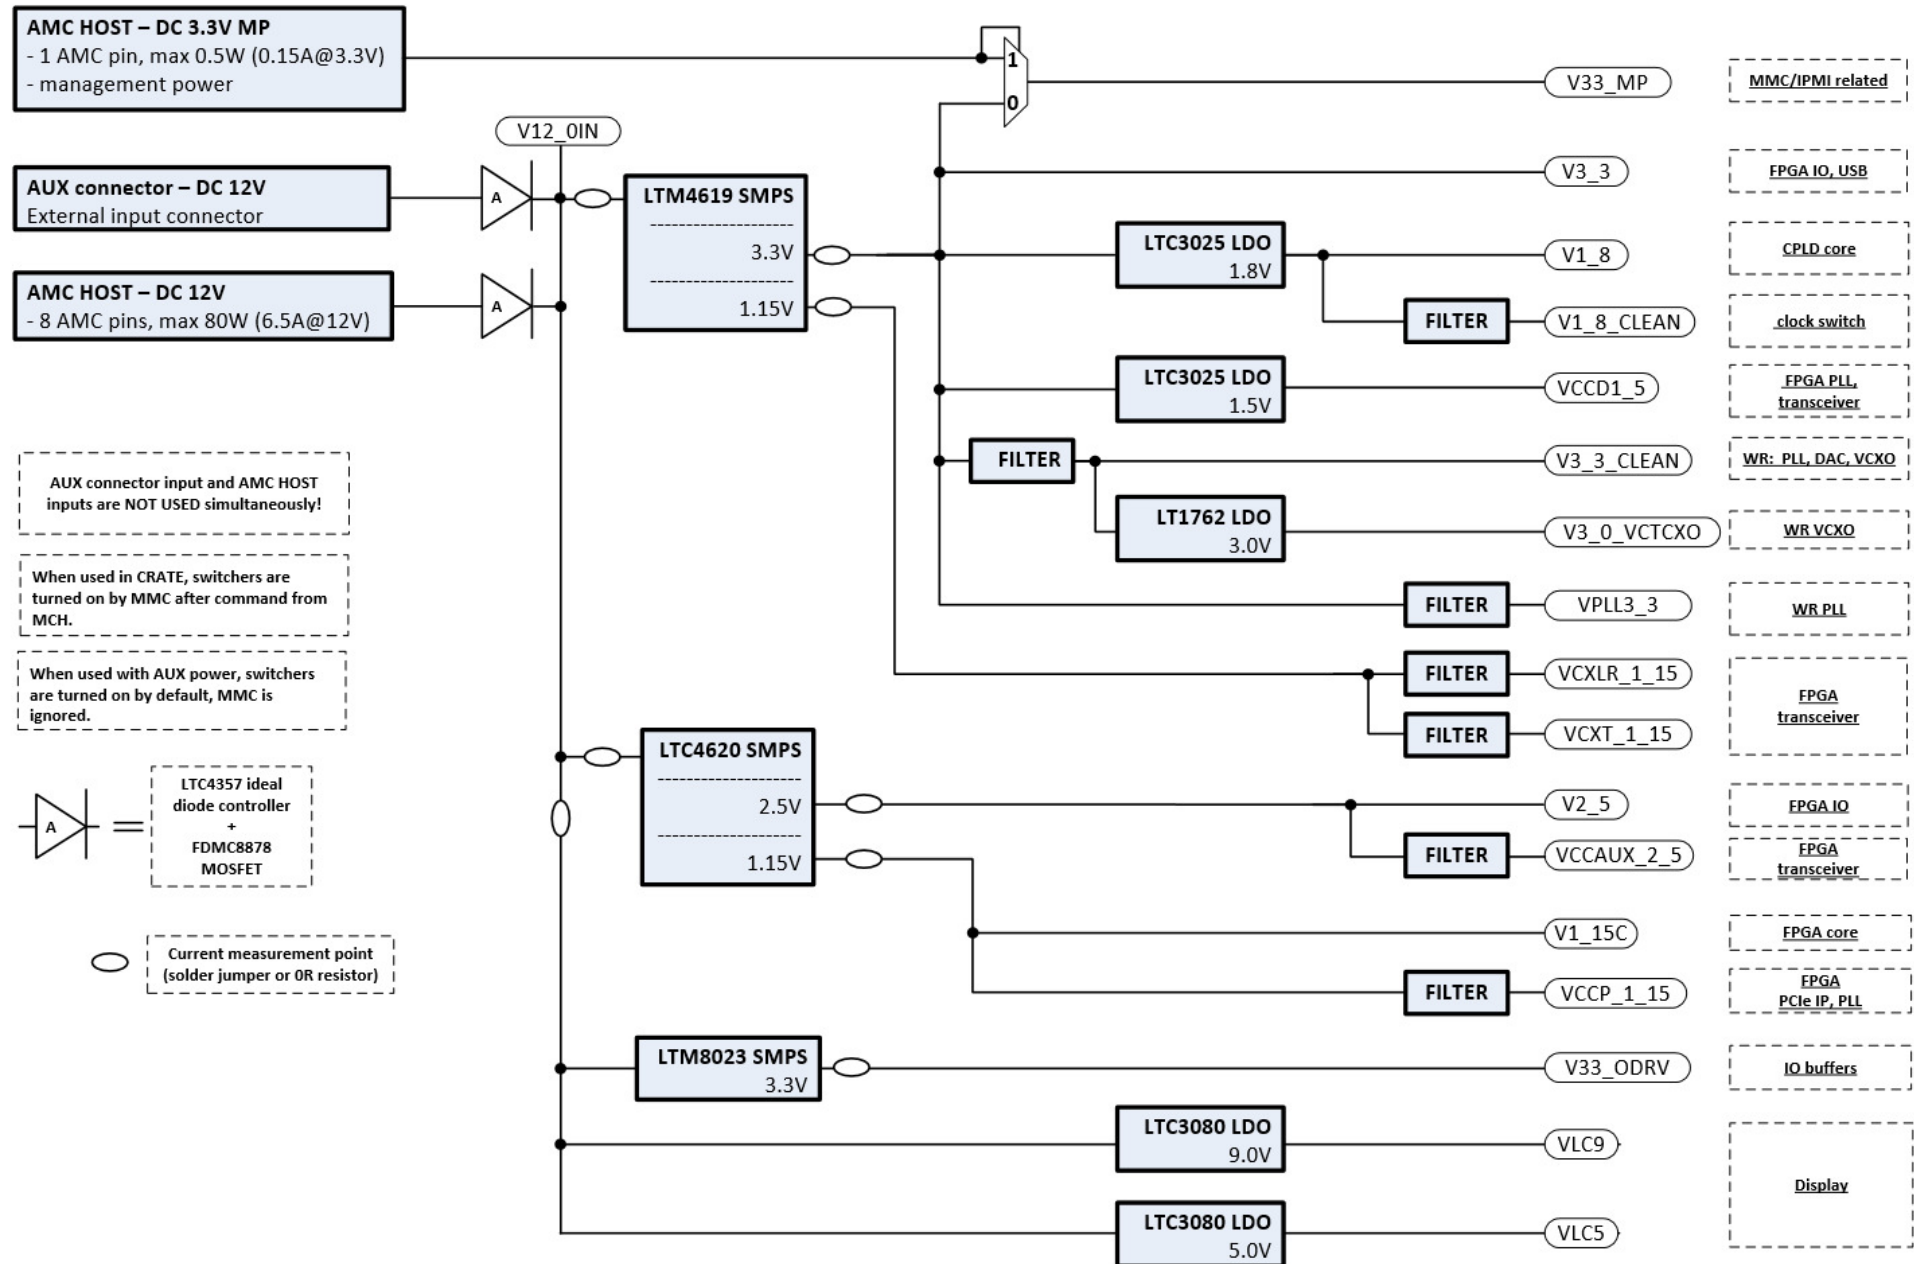 AMC HOST – DC 3.3V MP
- 1 AMC pin, max 0.5W (0.15A@3.3V)
- management power
1
0
V33_MP
MMC/IPMI related
V12_0IN
AUX connector – DC 12V
External input connector
A
LTM4619 SMPS
3.3V
1.15V
V3_3
FPGA IO, USB
AMC HOST – DC 12V
- 8 AMC pins, max 80W (6.5A@12V)
A
LTC3025 LDO
1.8V
V1_8
CPLD core
FILTER
V1_8_CLEAN
clock switch
LTC3025 LDO
1.5V
VCCD1_5
FPGA PLL,
transceiver
FILTER
V3_3_CLEAN
WR: PLL, DAC, VCXO
LT1762 LDO
3.0V
V3_0_VCTCXO
WR VCXO
FILTER
VPLL3_3
WR PLL
FILTER
VCXLR_1_15
FILTER
VCXT_1_15
FPGA
transceiver
AUX connector input and AMC HOST
inputs are NOT USED simultaneously!
When used in CRATE, switchers are
turned on by MMC after command from
MCH.
When used with AUX power, switchers
are turned on by default, MMC is
ignored.
A
LTC4357 ideal
diode controller
+
FDMC8878
MOSFET
Current measurement point
(solder jumper or 0R resistor)
LTC4620 SMPS
2.5V
1.15V
V2_5
FPGA IO
FILTER
VCCAUX_2_5
FPGA
transceiver
V1_15C
FPGA core
FILTER
VCCP_1_15
FPGA
PCIe IP, PLL
LTM8023 SMPS
3.3V
V33_ODRV
IO buffers
LTC3080 LDO
9.0V
VLC9
Display
LTC3080 LDO
5.0V
VLC5